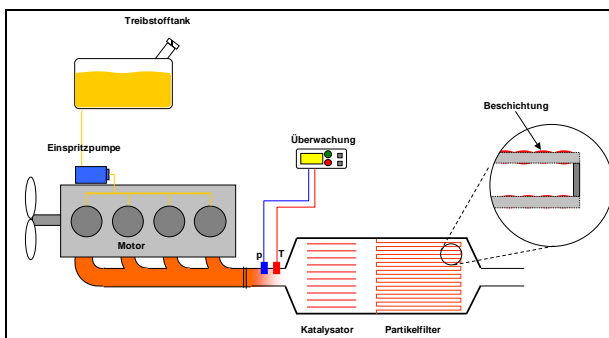 Treibstofftank
Beschichtung
Überwachung
Einspritzpumpe
Motor
p
T
Katalysator
Partikelfilter